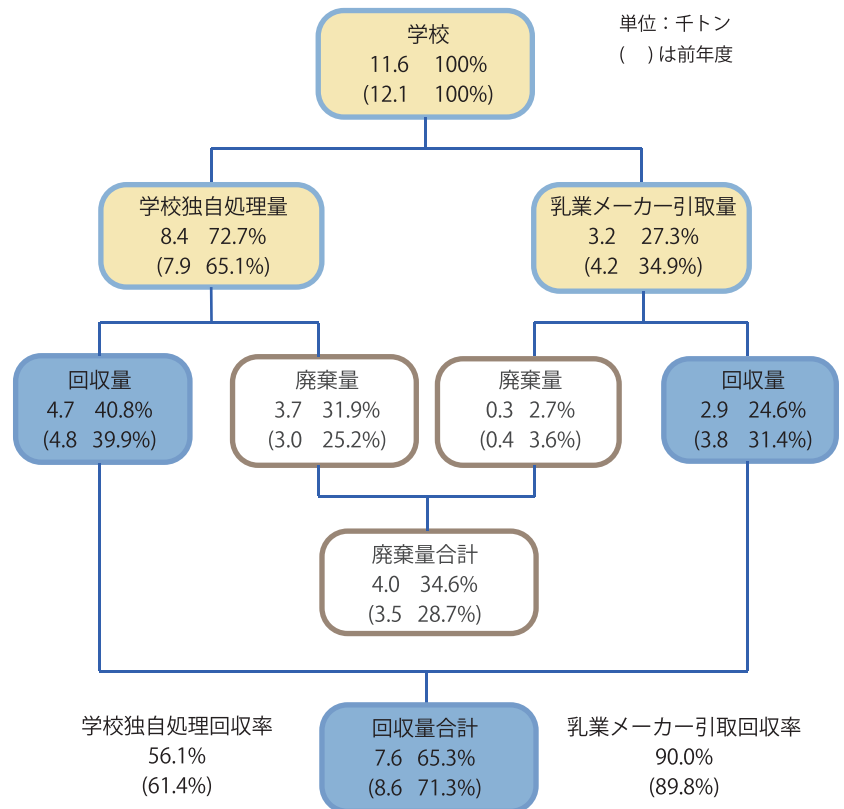 学校
11.6 100%
(12.1 100%)
単位：千トン
( )は前年度
学校独自処理量
8.4 72.7%
(7.9 65.1%)
乳業メーカー引取量
3.2 27.3%
(4.2 34.9%)
回収量
4.7 40.8%
(4.8 39.9%)
廃棄量
3.7 31.9%
(3.0 25.2%)
廃棄量
0.3 2.7%
(0.4 3.6%)
回収量
2.9 24.6%
(3.8 31.4%)
廃棄量合計
4.0 34.6%
(3.5 28.7%)
学校独自処理回収率
56.1%
(61.4%)
回収量合計
7.6 65.3%
(8.6 71.3%)
乳業メーカー引取回収率
90.0%
(89.8%)